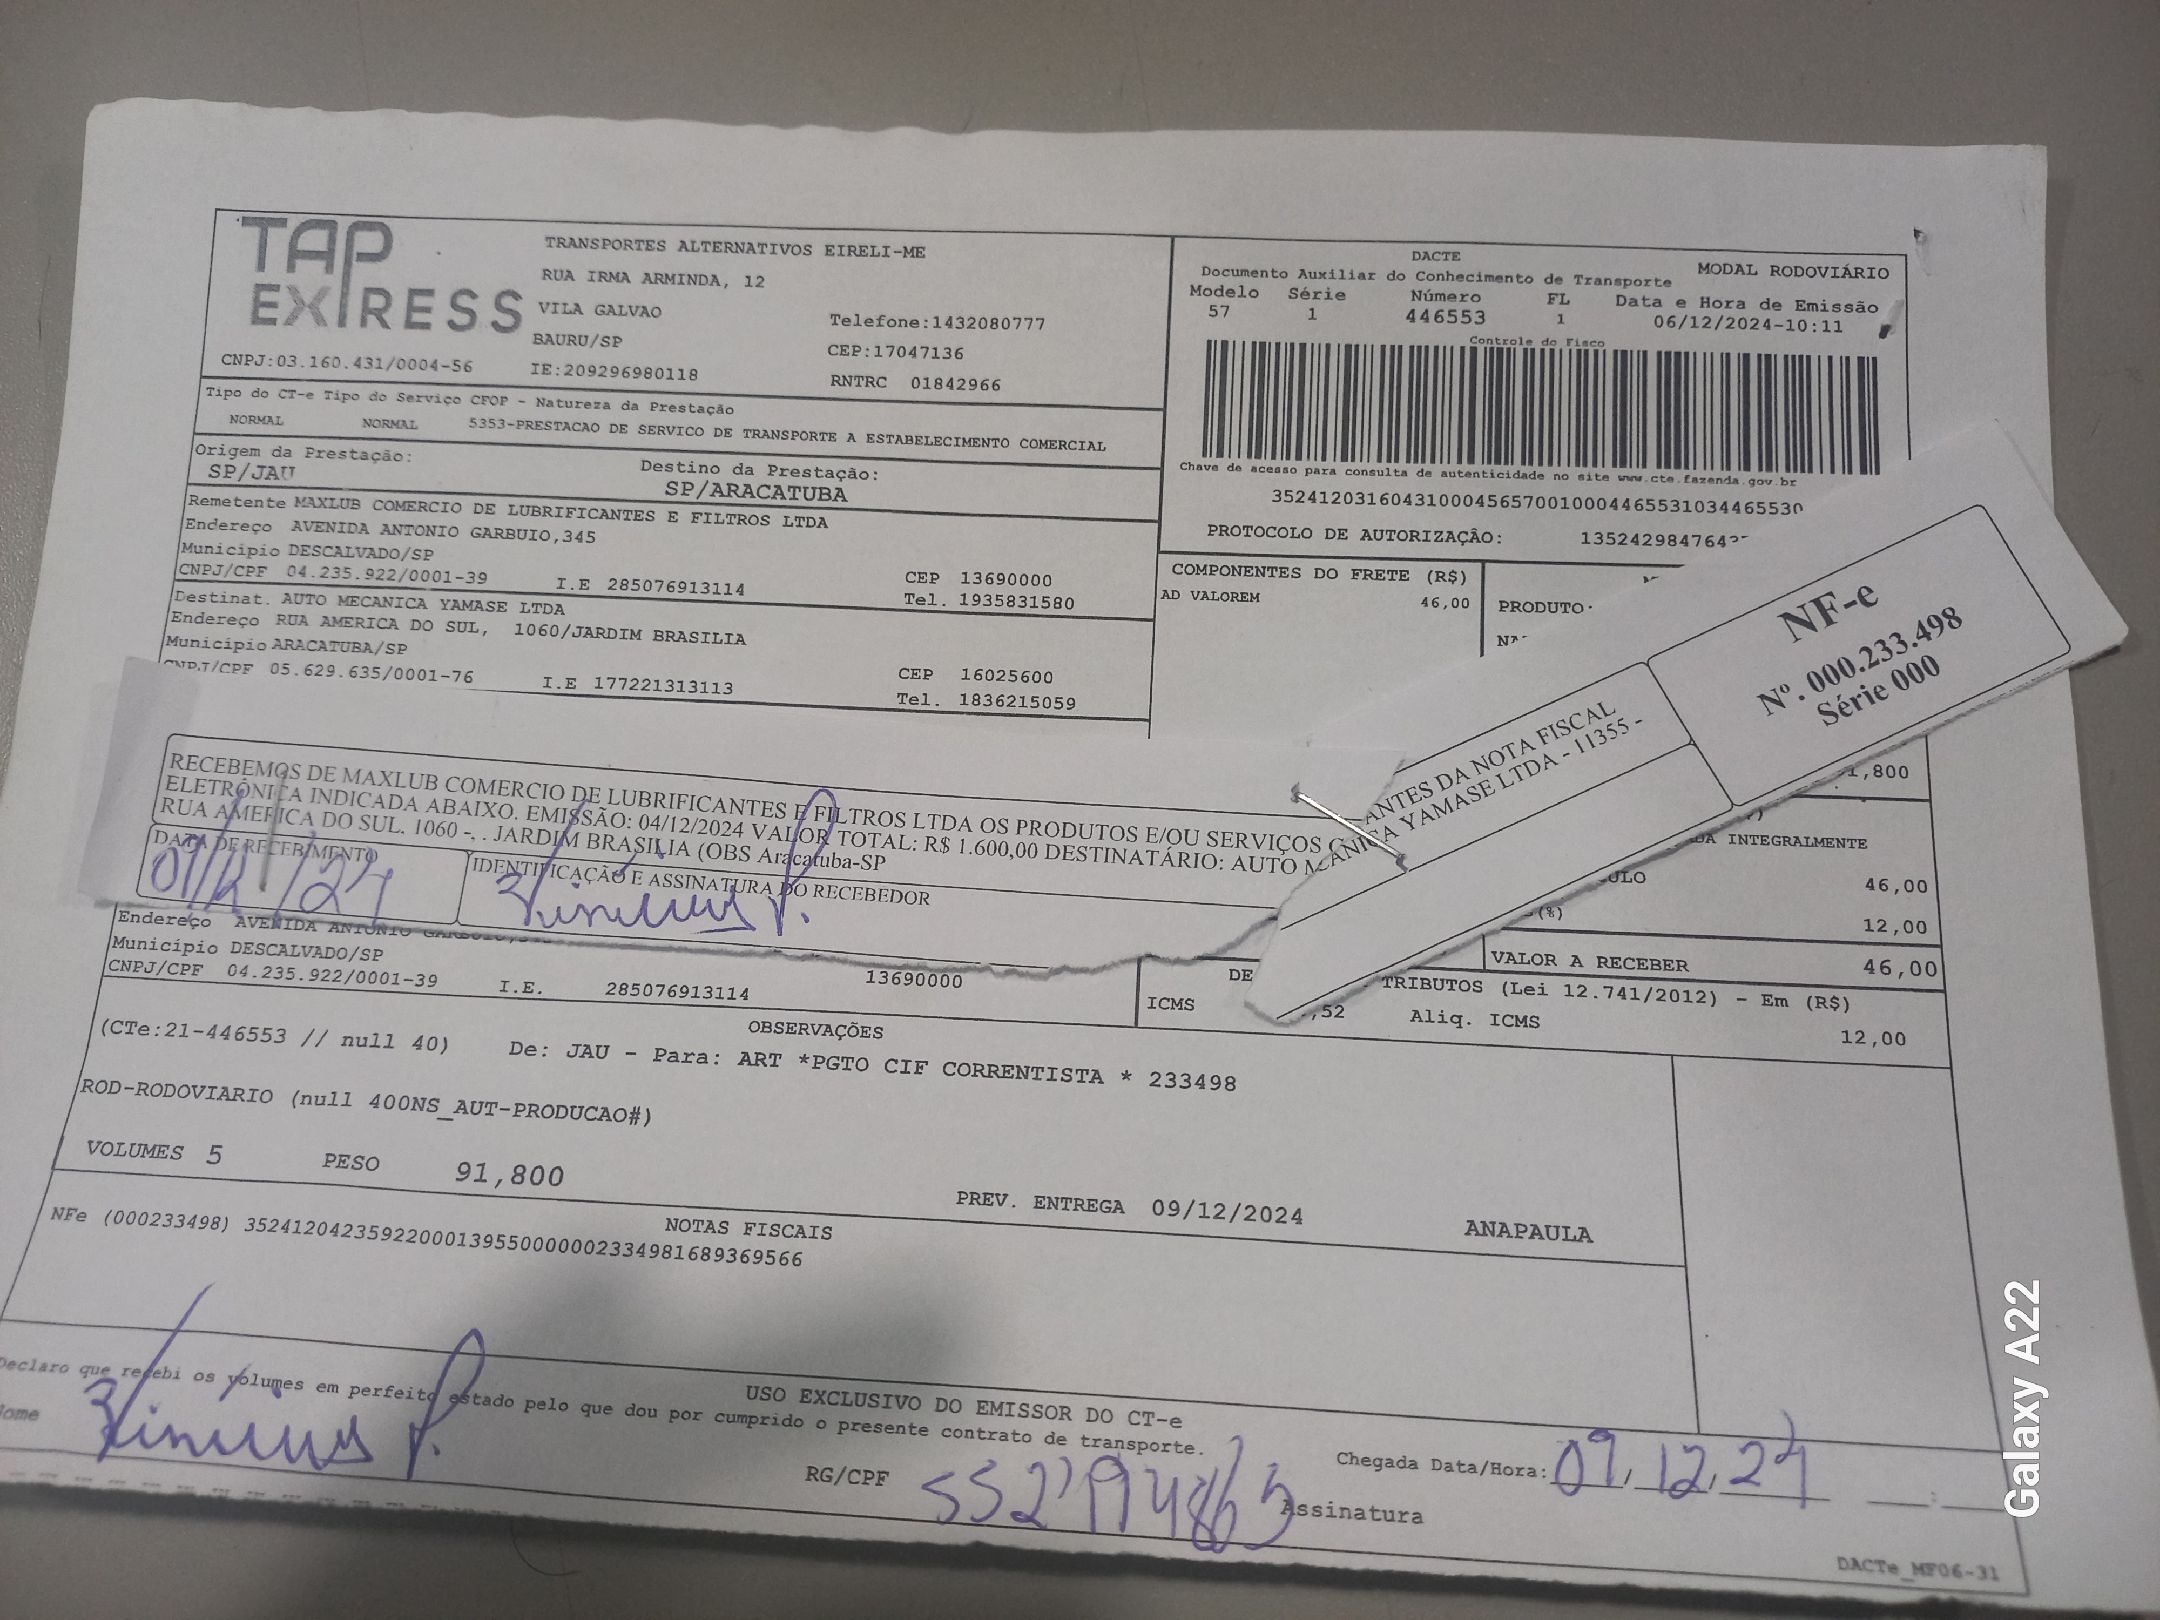 TAP EXPRESS
TRANSPORTES ALTERNATIVOS EIRELI-ME
RUA IRMA ARMINDA, 12
VILA GALVAO
Telefone:1432080777
BAURU/SP
CEP:17047136
CNPJ:03.160.431/0004-56
IE:209296980118
RNTRC 01842966
DACTE
Documento Auxiliar do Conhecimento de Transporte
MODAL RODOVIÁRIO
Modelo Série Número FL Data e Hora de Emissão
57 1 446553 1 06/12/2024-10:11
Controle do Fisco
Chave de acesso para consulta de autenticidade no site www.cte.fazenda.gov.br
PROTOCOLO DE AUTORIZAÇÃO: 13524298476
Tipo do CT-e Tipo do Serviço CFOP - Natureza da Prestação
NORMAL NORMAL 5353-PRESTACAO DE SERVICO DE TRANSPORTE A ESTABELECIMENTO COMERCIAL
Origem da Prestação: Destino da Prestação:
SP/JAU SP/ARACATUBA
Remetente MAXLUB COMERCIO DE LUBRIFICANTES E FILTROS LTDA
Endereço AVENIDA ANTONIO GARBUIO,345
Município DESCALVADO/SP
CEP 13690000
CNPJ/CPF 04.235.922/0001-39 I.E 285076913114
Tel. 1935831580
Destinat. AUTO MECANICA YAMASE LTDA
Endereço RUA AMERICA DO SUL, 1060/JARDIM BRASILIA
Município ARACATUBA/SP
CEP 16025600
CNPJ/CPF 05.629.635/0001-76 I.E 177221313113
Tel. 1836215059
COMPONENTES DO FRETE (R$)
AD VALOREM 46,00
PRODUTO
NF-e
Nº. 000.233.498
Série 000
RECEBEMOS DE MAXLUB COMERCIO DE LUBRIFICANTES E FILTROS LTDA OS PRODUTOS E/OU SERVIÇOS
ANTES DA NOTA FISCAL
ELETRÔNICA INDICADA ABAIXO. EMISSÃO: 04/12/2024 VALOR TOTAL: R$ 1.600,00 DESTINATÁRIO: AUTO MECANICA YAMASE LTDA - 11355 -
RUA AMERICA DO SUL. 1060 -, . JARDIM BRASILIA (OBS Araçatuba-SP
DATA DE RECEBIMENTO
IDENTIFICAÇÃO E ASSINATURA DO RECEBEDOR
Vinicius P.
1,800
INTEGRALMENTE
46,00
(%) 12,00
VALOR A RECEBER 46,00
Endereço AVENIDA ANTONIO
Município DESCALVADO/SP
CNPJ/CPF 04.235.922/0001-39 I.E. 285076913114 13690000
DE
TRIBUTOS (Lei 12.741/2012) - Em (R$)
ICMS ,52 Aliq. ICMS 12,00
OBSERVAÇÕES
(CTe:21-446553 // null 40) De: JAU - Para: ART *PGTO CIF CORRENTISTA * 233498
ROD-RODOVIARIO (null 400NS_AUT-PRODUCAO#)
VOLUMES 5 PESO 91,800
PREV. ENTREGA 09/12/2024 ANAPAULA
NOTAS FISCAIS
NFe (000233498) 35241204235922000139550000002334981689369566
USO EXCLUSIVO DO EMISSOR DO CT-e
Declaro que recebi os volumes em perfeito estado pelo que dou por cumprido o presente contrato de transporte.
Nome Vinicius P.
RG/CPF
Chegada Data/Hora: 09, 12, 24
Assinatura
DACTe_MF06-31
Galaxy A22